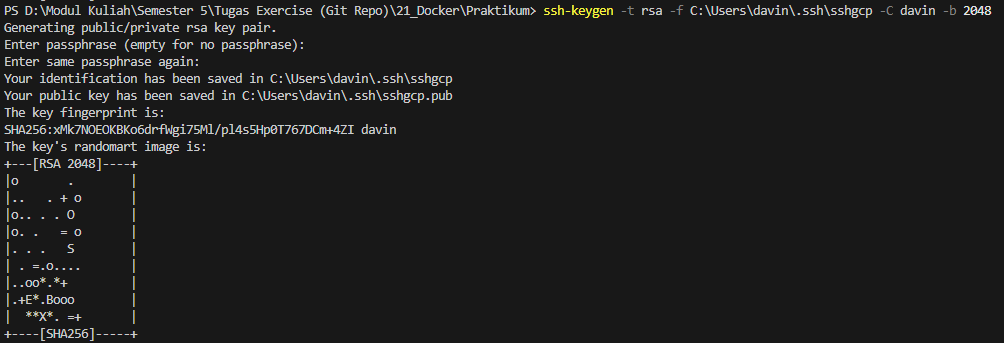 PS D:\Modul Kuliah\Semester 5\Tugas Exercise (Git Repo)\21_Docker\Praktikum> ssh-keygen -t rsa -f C:\Users\davin\.ssh\sshgcp -C davin -b 2048
Generating public/private rsa key pair.
Enter passphrase (empty for no passphrase):
Enter same passphrase again:
Your identification has been saved in C:\Users\davin\.ssh\sshgcp
Your public key has been saved in C:\Users\davin\.ssh\sshgcp.pub
The key fingerprint is:
SHA256:xMk7NOEOKBKo6drfWgi75Ml/pl4s5Hp0T767DCm+4ZI davin
The key's randomart image is:
+---[RSA 2048]----+
|o      .         |
|..   . + o       |
|o.. . . O        |
|o. .   = o       |
|. . .   S        |
| . =.o....       |
|..oo*.*+         |
|.+E*.Booo        |
|  **X*. =+       |
+----[SHA256]-----+